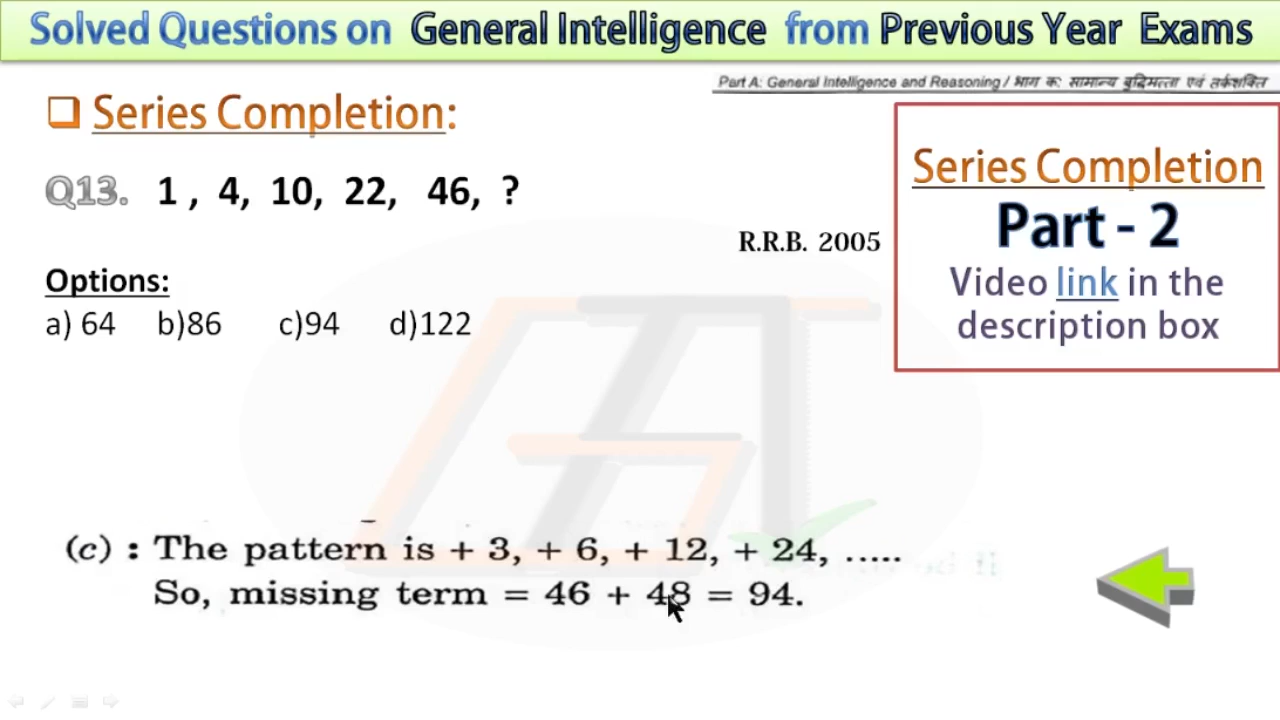 Solved Questions on General Intelligence from Previous Year Exams
Part A: General Intelligence and Reasoning / भाग क: सामान्य बुद्धिमत्ता एवं तर्कशक्ति
❑ Series Completion:
Q13. 1 , 4, 10, 22, 46, ?
R.R.B. 2005
Options:
a) 64 b)86 c)94 d)122
Series Completion
Part - 2
Video link in the
description box
(c) : The pattern is + 3, + 6, + 12, + 24, .....
So, missing term = 46 + 48 = 94.